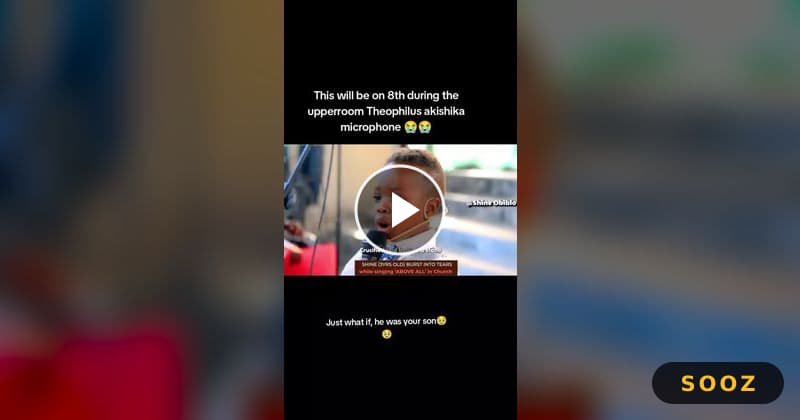 This will be on 8th during the
upperroom Theophilus akishika
microphone 😭😭
@Shine Obible
SHINE (3YRS OLD) BURST INTO TEARS
while singing 'ABOVE ALL' in Church
Just what if, he was your son🥹
🥹
SOOZ